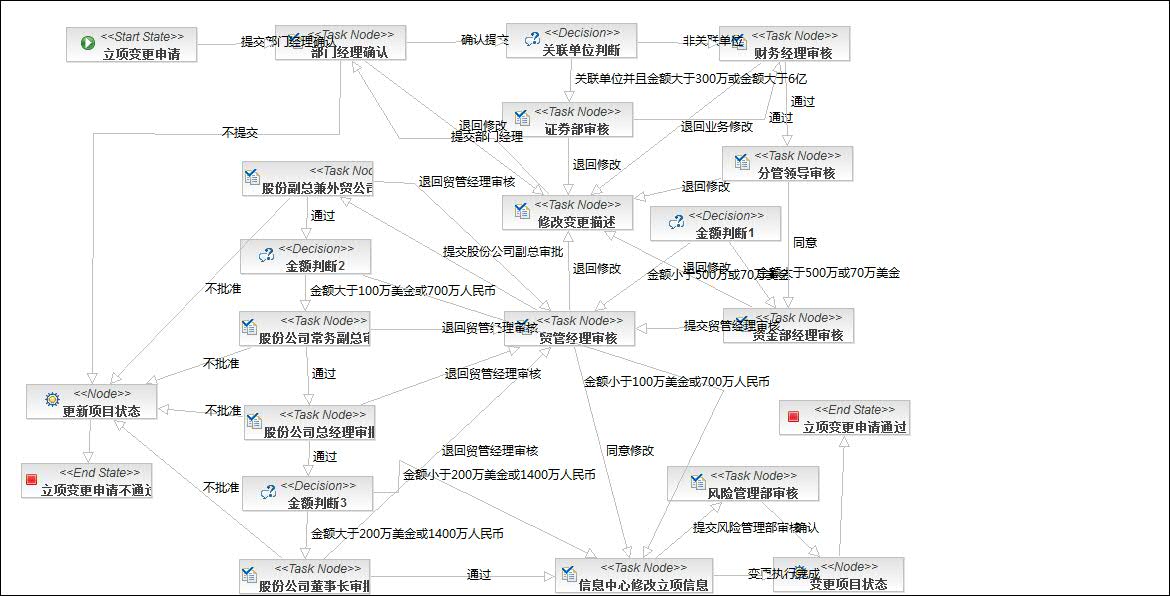 <<Start State>>
立项变更申请
提交部门经理确认
<<Task Node>>
部门经理确认
确认提交
<<Decision>>
关联单位判断
非关联单位
<<Task Node>>
财务经理审核
关联单位并且金额大于300万或金额大于6亿
通过
通过
<<Task Node>>
证券部审核
不提交
退回修改
提交部门经理
退回业务修改
退回修改
<<Task Node>>
分管领导审核
<<Task Nod
股份副总兼外贸公司
退回贸管经理审核
退回修改
<<Task Node>>
修改变更描述
<<Decision>>
金额判断1
通过
同意
<<Decision>>
金额判断2
提交股份公司副总审批
退回修改
退回修改
金额小于500万或70万美金
金额大于500万或70万美金
不批准
金额大于100万美金或700万人民币
<<Task Node>>
股份公司常务副总审
退回贸管经理审核
<<Task Node>>
贸管经理审核
提交贸管经理审核
<<Task Node>>
资金部经理审核
不批准
通过
退回贸管经理审核
金额小于100万美金或700万人民币
<<Node>>
更新项目状态
不批准
<<Task Node>>
股份公司总经理审批
<<End State>>
立项变更申请通过
通过
退回贸管经理审核
同意修改
<<End State>>
立项变更申请不通过
不批准
<<Decision>>
金额判断3
金额小于200万美金或1400万人民币
<<Task Node>>
风险管理部审核
金额大于200万美金或1400万人民币
提交风险管理部审核
确认
<<Task Node>>
股份公司董事长审批
通过
<<Task Node>>
信息中心修改立项信息
变更执行完成
<<Node>>
变更项目状态